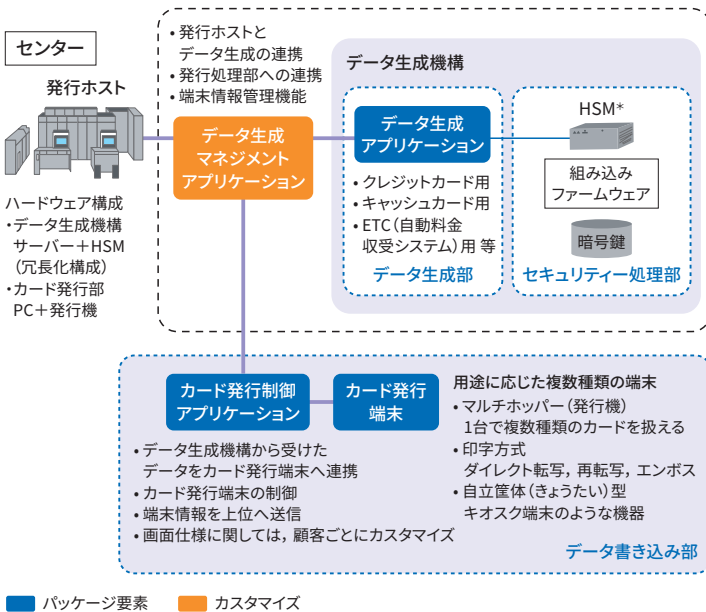 センター
発行ホスト
ハードウェア構成
・データ生成機構
サーバー＋HSM
（冗長化構成）
・カード発行部
PC＋発行機
• 発行ホストと
データ生成の連携
• 発行処理部への連携
• 端末情報管理機能
データ生成
マネジメント
アプリケーション
データ生成機構
データ生成
アプリケーション
• クレジットカード用
• キャッシュカード用
• ETC（自動料金
収受システム）用 等
データ生成部
HSM*
組み込み
ファームウェア
暗号鍵
セキュリティー処理部
カード発行制御
アプリケーション
カード発行
端末
• データ生成機構から受けた
データをカード発行端末へ連携
• カード発行端末の制御
• 端末情報を上位へ送信
• 画面仕様に関しては，顧客ごとにカスタマイズ
用途に応じた複数種類の端末
• マルチホッパー（発行機）
1台で複数種類のカードを扱える
• 印字方式
ダイレクト転写，再転写，エンボス
• 自立筐体（きょうたい）型
キオスク端末のような機器
データ書き込み部
パッケージ要素
カスタマイズ